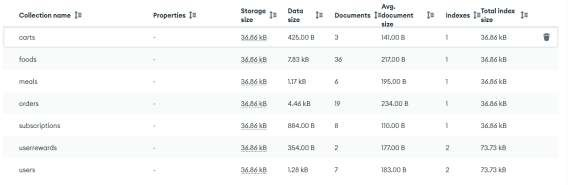 Collection name Properties Storage size Data size Documents Avg. document size Indexes Total index size
carts - 36.86 kB 425.00 B 3 141.00 B 1 36.86 kB
foods - 36.86 kB 7.83 kB 36 217.00 B 1 36.86 kB
meals - 36.86 kB 1.17 kB 6 195.00 B 1 36.86 kB
orders - 36.86 kB 4.46 kB 19 234.00 B 1 36.86 kB
subscriptions - 36.86 kB 884.00 B 8 110.00 B 1 36.86 kB
userrewards - 36.86 kB 354.00 B 2 177.00 B 2 73.73 kB
users - 36.86 kB 1.28 kB 7 183.00 B 2 73.73 kB